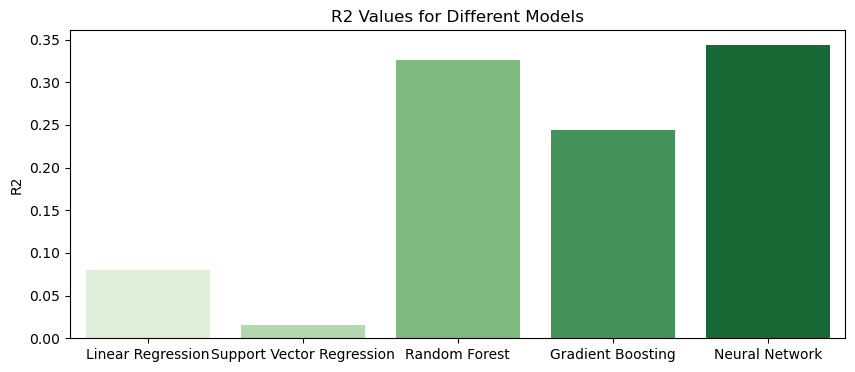 R2 Values for Different Models
R2
0.35
0.30
0.25
0.20
0.15
0.10
0.05
0.00
Linear Regression
Support Vector Regression
Random Forest
Gradient Boosting
Neural Network